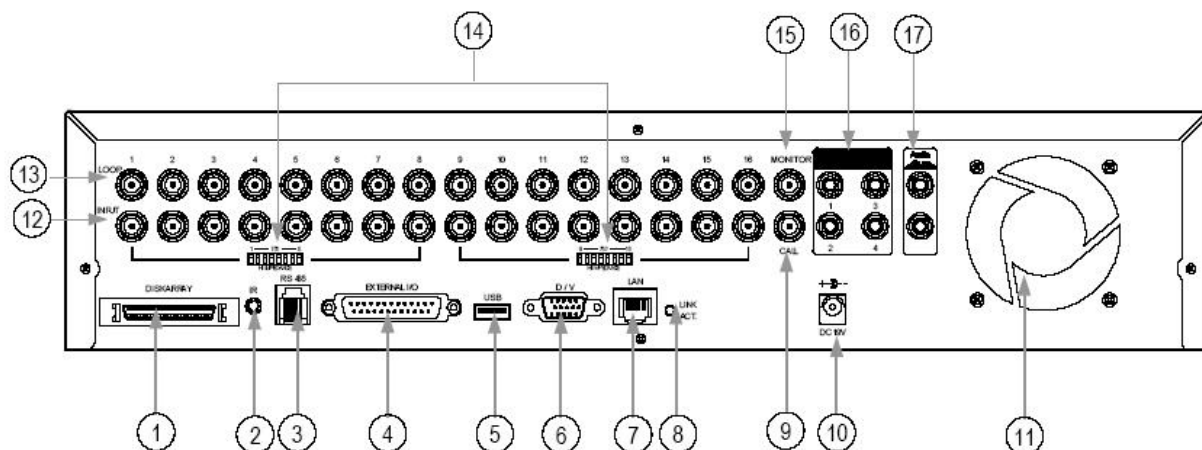 14 15 16 17
1 2 3 4 5 6 7 8 9 10 11 12 13 14 15 16 MONITOR Audio
13 LOOP
12 INPUT
1 3
2 4
CALL
DISKARRAY IR RS 485 EXTERNAL I/O USB D / V LAN
LINK
ACT.
DC 19V
1 2 3 4 5 6 7 8 9 10 11